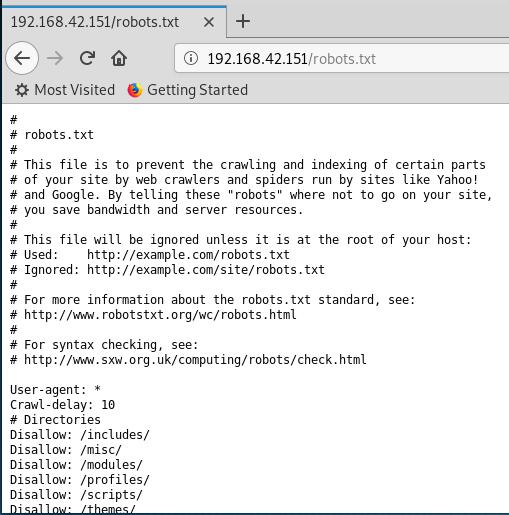 192.168.42.151/robots.txt
192.168.42.151/robots.txt
Most Visited Getting Started
#
# robots.txt
#
# This file is to prevent the crawling and indexing of certain parts
# of your site by web crawlers and spiders run by sites like Yahoo!
# and Google. By telling these "robots" where not to go on your site,
# you save bandwidth and server resources.
#
# This file will be ignored unless it is at the root of your host:
# Used:    http://example.com/robots.txt
# Ignored: http://example.com/site/robots.txt
#
# For more information about the robots.txt standard, see:
# http://www.robotstxt.org/wc/robots.html
#
# For syntax checking, see:
# http://www.sxw.org.uk/computing/robots/check.html
User-agent: *
Crawl-delay: 10
# Directories
Disallow: /includes/
Disallow: /misc/
Disallow: /modules/
Disallow: /profiles/
Disallow: /scripts/
Disallow: /themes/